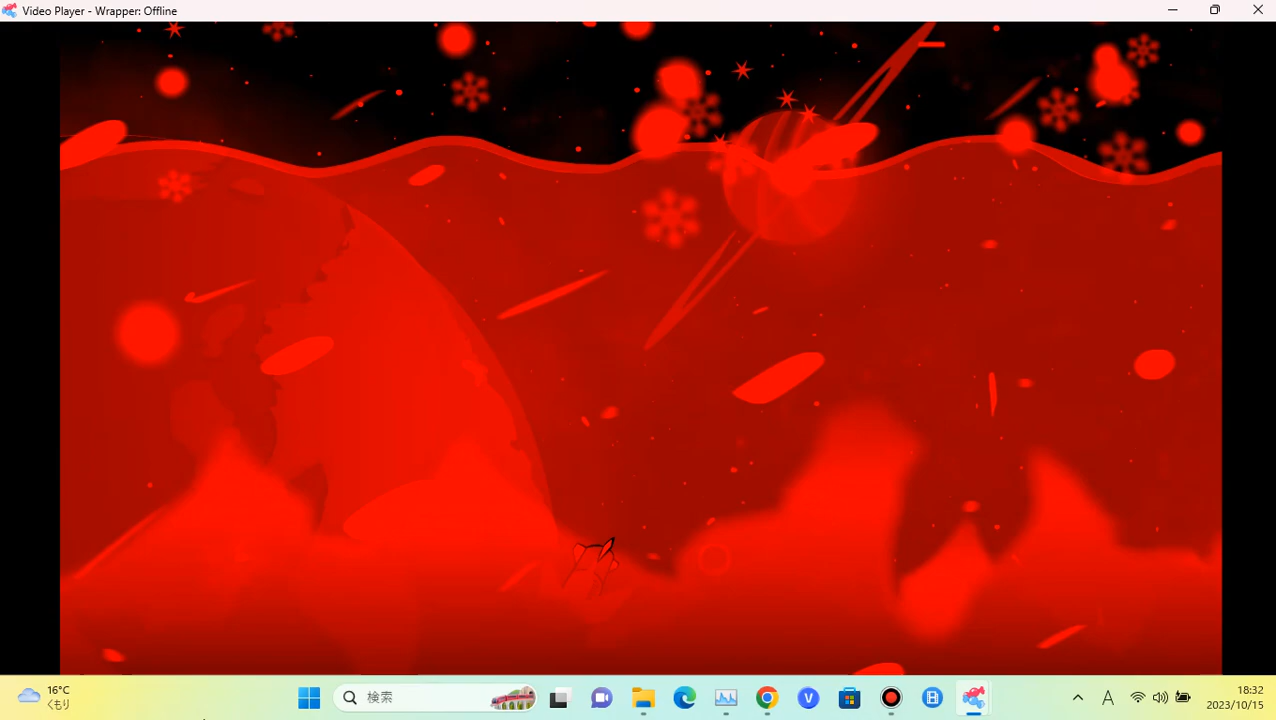 Video Player - Wrapper: Offline
16°C
くもり
検索
A
18:32
2023/10/15